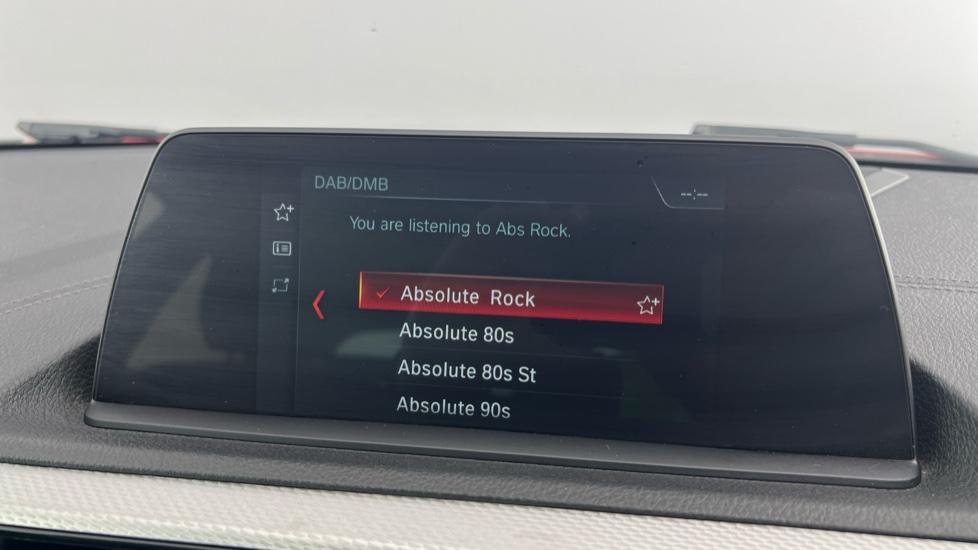 DAB/DMB
--:--
You are listening to Abs Rock.
Absolute Rock
Absolute 80s
Absolute 80s St
Absolute 90s